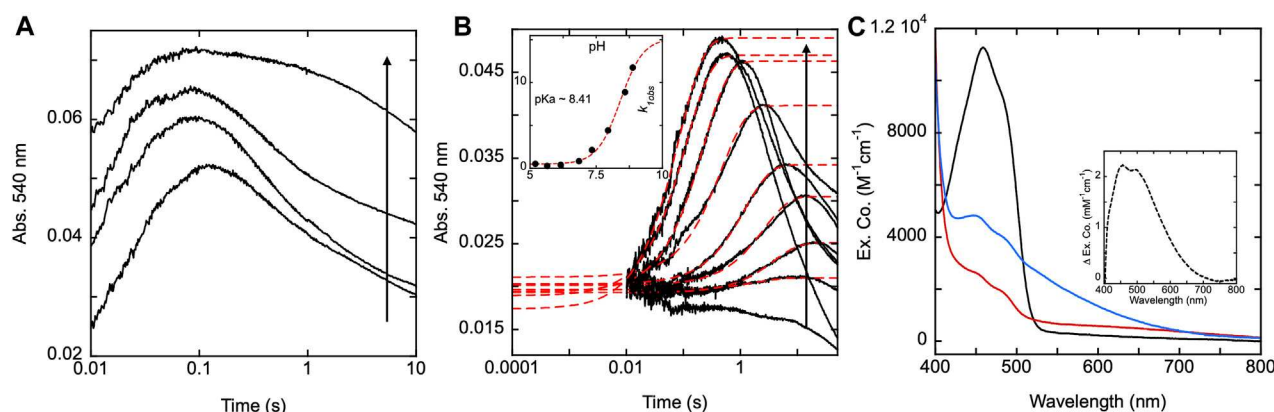 A
Abs. 540 nm
0.06
0.04
0.02
0.01
0.1
1
10
Time (s)
B
Abs. 540 nm
0.045
0.035
0.025
0.015
0.0001
0.01
1
Time (s)
pH
10
0
5
7.5
10
pKa ~ 8.41
k1obs
C
Ex. Co. (M-1cm-1)
1.2 10⁴
8000
4000
0
400
500
600
700
800
Wavelength (nm)
Δ Ex. Co. (mM-1cm-1)
2
1
0
400
500
600
700
800
Wavelength (nm)